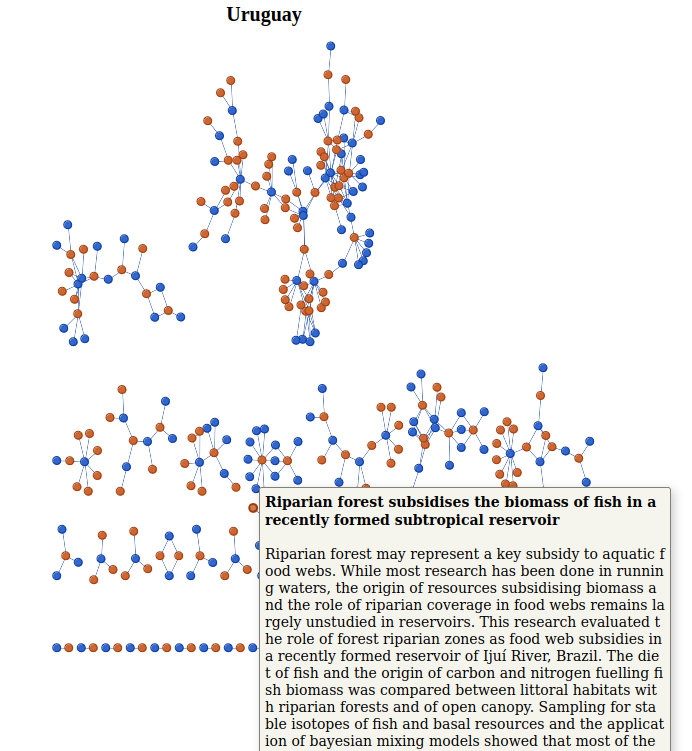 Uruguay
Riparian forest subsidises the biomass of fish in a
recently formed subtropical reservoir
Riparian forest may represent a key subsidy to aquatic f
ood webs. While most research has been done in runnin
g waters, the origin of resources subsidising biomass a
nd the role of riparian coverage in food webs remains la
rgely unstudied in reservoirs. This research evaluated t
he role of forest riparian zones as food web subsidies in
a recently formed reservoir of Ijuí River, Brazil. The die
t of fish and the origin of carbon and nitrogen fuelling fi
sh biomass was compared between littoral habitats wit
h riparian forests and of open canopy. Sampling for sta
ble isotopes of fish and basal resources and the applicat
ion of bayesian mixing models showed that most of the